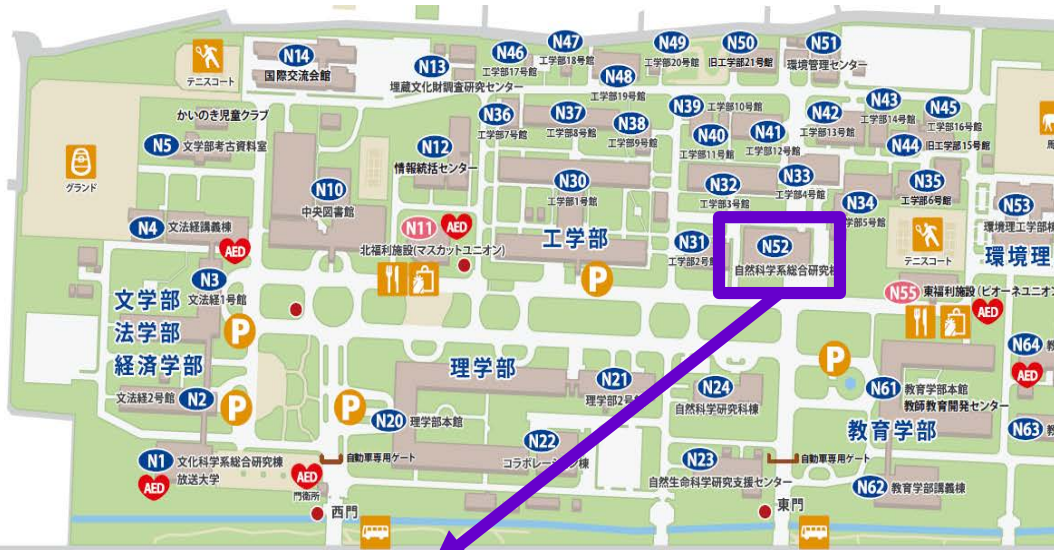 N14
国際交流会館
テニスコート
N13
埋蔵文化財調査研究センター
N46
工学部17号館
N47
工学部18号館
N48
工学部19号館
N49
工学部20号館
N50
旧工学部21号館
N51
環境管理センター
かいのき児童クラブ
N5 文学部考古資料室
グランド
N10
中央図書館
N12
情報統括センター
N36
工学部7号館
N37
工学部8号館
N38
工学部9号館
N39 工学部10号館
N40
工学部11号館
N41
工学部12号館
N42
工学部13号館
N43
工学部14号館
N45
工学部16号館
N44 旧工学部15号館
N4 文法経講義棟
AED
N11 AED
北福利施設(マスカットユニオン)
N30
工学部1号館
工学部
N31
工学部2号館
N32
工学部3号館
N33
工学部4号館
N34
工学部5号館
N35
工学部6号館
N52
自然科学系総合研究棟
テニスコート
N53
環境理工学部棟
環境理
N55 東福利施設(ピオーネユニオン
AED
N3
文法経1号館
文学部
法学部
経済学部
P
P
P
P
P
文法経2号館 N2
理学部
N20 理学部本館
N21
理学部2号館
N22
コラボレーション棟
N24
自然科学研究科棟
N23
自然生命科学研究支援センター
N61 教育学部本館
教師教育開発センター
教育学部
N62 教育学部講義棟
N64 教
AED
N63 教
N1 文化科学系総合研究棟
放送大学
AED
AED
門衛所
自動車専用ゲート
西門
自動車専用ゲート
東門